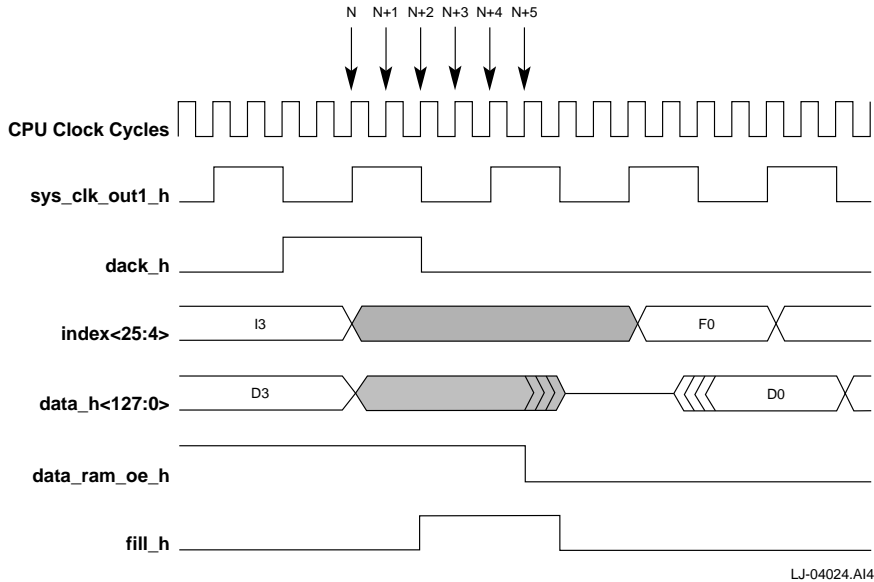 N N+1 N+2 N+3 N+4 N+5
CPU Clock Cycles
sys_clk_out1_h
dack_h
index<25:4>
I3
F0
data_h<127:0>
D3
D0
data_ram_oe_h
fill_h
LJ-04024.AI4